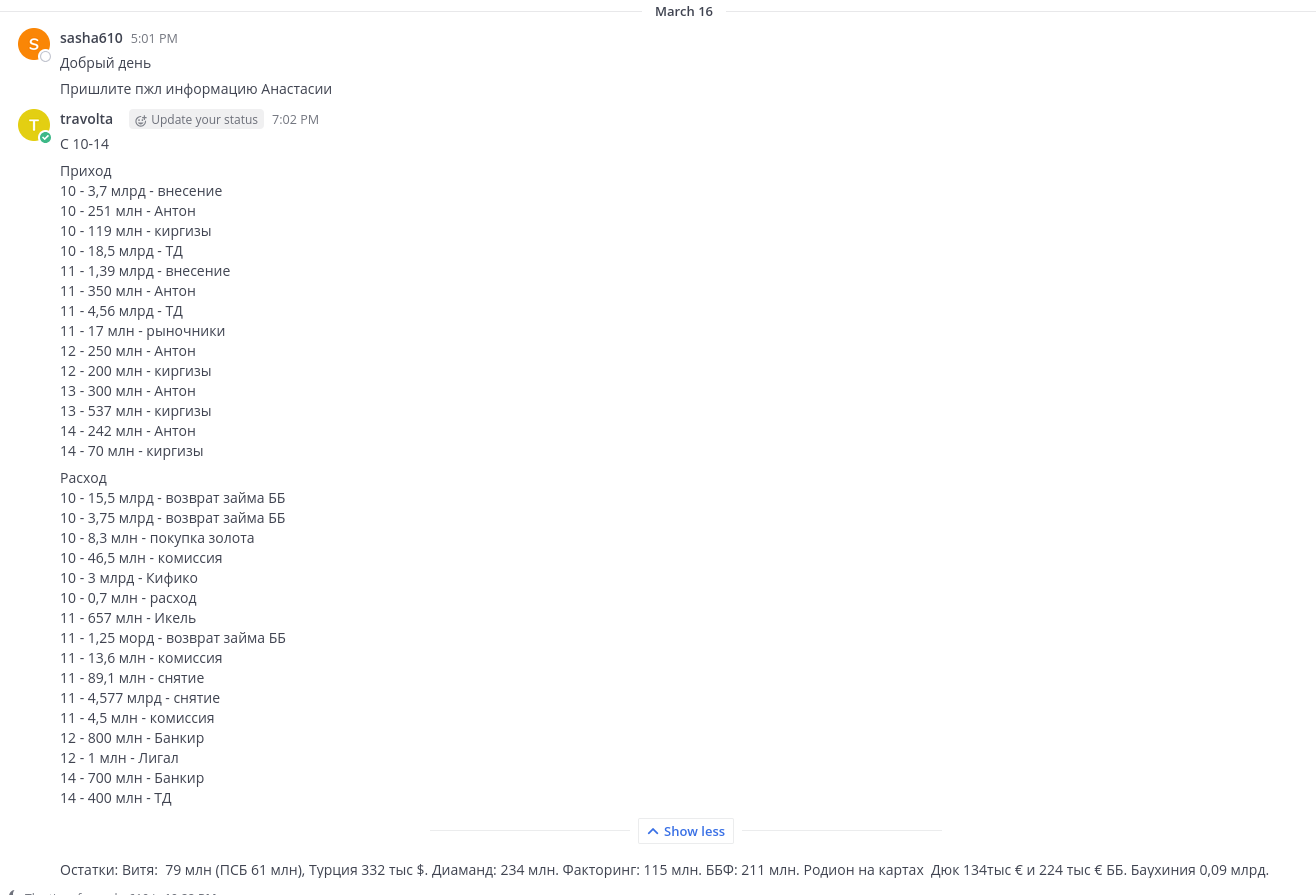 March 16
S
sasha610 5:01 PM
Добрый день
Пришлите пжл информацию Анастасии
T
travolta Update your status 7:02 PM
С 10-14
Приход
10 - 3,7 млрд - внесение
10 - 251 млн - Антон
10 - 119 млн - киргизы
10 - 18,5 млрд - ТД
11 - 1,39 млрд - внесение
11 - 350 млн - Антон
11 - 4,56 млрд - ТД
11 - 17 млн - рыночники
12 - 250 млн - Антон
12 - 200 млн - киргизы
13 - 300 млн - Антон
13 - 537 млн - киргизы
14 - 242 млн - Антон
14 - 70 млн - киргизы
Расход
10 - 15,5 млрд - возврат займа ББ
10 - 3,75 млрд - возврат займа ББ
10 - 8,3 млн - покупка золота
10 - 46,5 млн - комиссия
10 - 3 млрд - Кифико
10 - 0,7 млн - расход
11 - 657 млн - Икель
11 - 1,25 морд - возврат займа ББ
11 - 13,6 млн - комиссия
11 - 89,1 млн - снятие
11 - 4,577 млрд - снятие
11 - 4,5 млн - комиссия
12 - 800 млн - Банкир
12 - 1 млн - Лигал
14 - 700 млн - Банкир
14 - 400 млн - ТД
Show less
Остатки: Витя: 79 млн (ПСБ 61 млн), Турция 332 тыс $. Диаманд: 234 млн. Факторинг: 115 млн. ББФ: 211 млн. Родион на картах Дюк 134тыс € и 224 тыс € ББ. Баухиния 0,09 млрд.